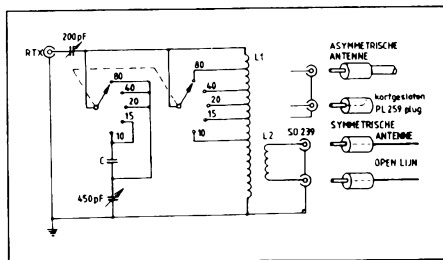 RTX
200pF
80
40
20
15
10
C
450pF
80
40
20
15
10
L1
L2
SO 239
ASYMETRISCHE
ANTENNE
kortgesloten
PL 259 plug
SYMMETRISCHE
ANTENNE
OPEN LIJN